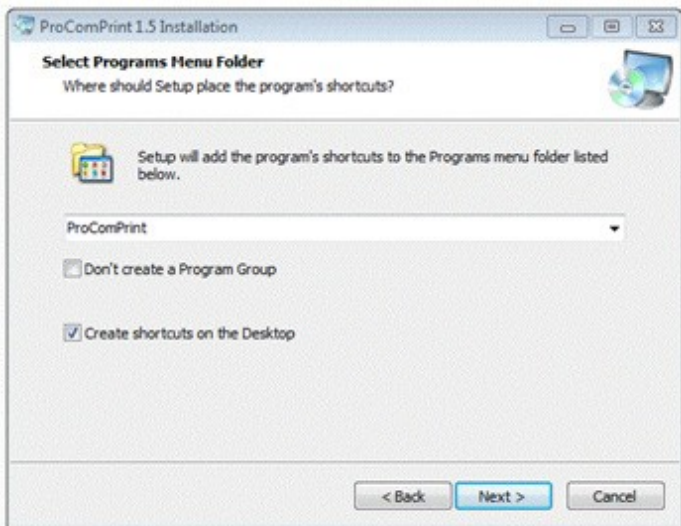 ProComPrint 1.5 Installation
Select Programs Menu Folder
Where should Setup place the program's shortcuts?
Setup will add the program's shortcuts to the Programs menu folder listed
below.
ProComPrint
Don't create a Program Group
Create shortcuts on the Desktop
< Back Next > Cancel